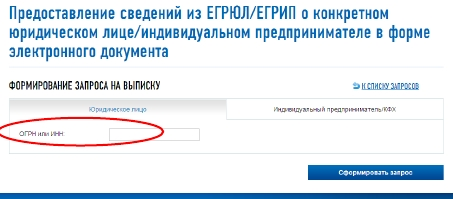 Предоставление сведений из ЕГРЮЛ/ЕГРИП о конкретном
юридическом лице/индивидуальном предпринимателе в форме
электронного документа
ФОРМИРОВАНИЕ ЗАПРОСА НА ВЫПИСКУ
К СПИСКУ ЗАПРОСОВ
Юридическое лицо
Индивидуальный предприниматель/КФХ
ОГРН или ИНН:
Сформировать запрос